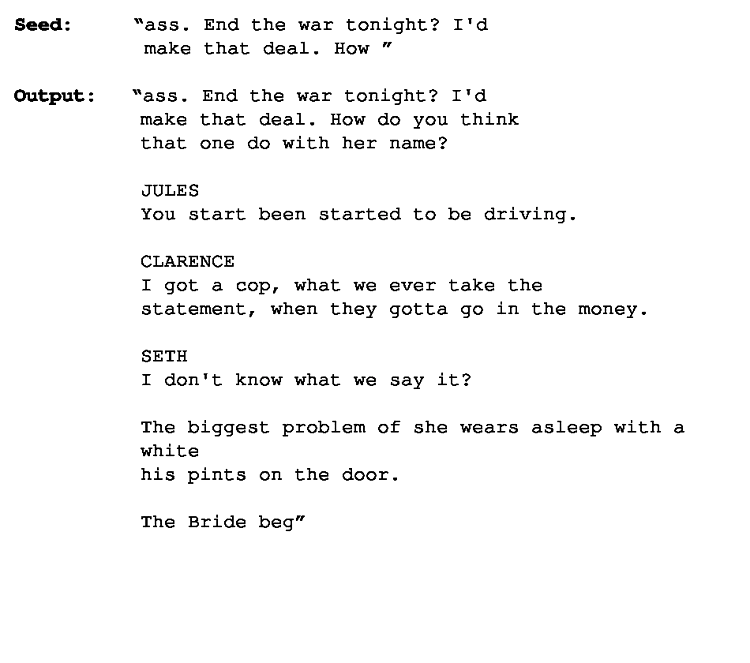 Seed: "ass. End the war tonight? I'd
make that deal. How "
Output: "ass. End the war tonight? I'd
make that deal. How do you think
that one do with her name?
JULES
You start been started to be driving.
CLARENCE
I got a cop, what we ever take the
statement, when they gotta go in the money.
SETH
I don't know what we say it?
The biggest problem of she wears asleep with a
white
his pints on the door.
The Bride beg"